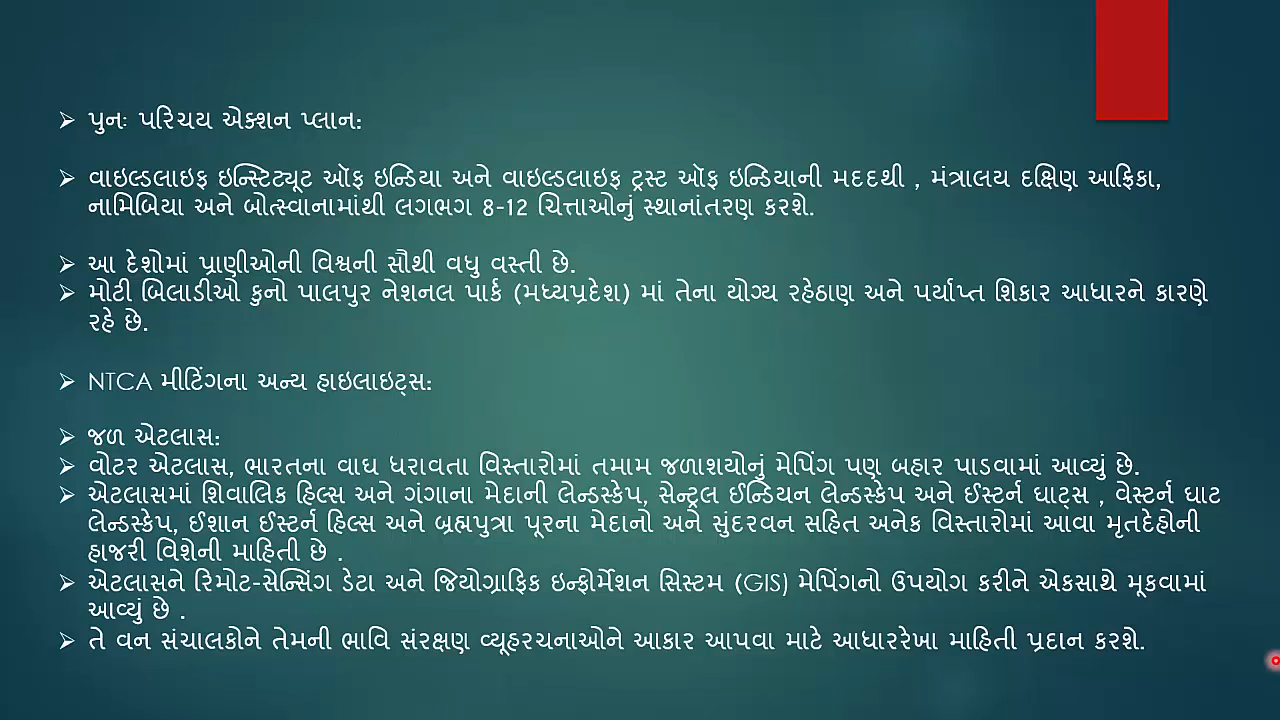 પુનઃ પરિચય એક્શન પ્લાન:
વાઇલ્ડલાઇફ ઇન્સ્ટિટ્યૂટ ઑફ ઇન્ડિયા અને વાઇલ્ડલાઇફ ટ્રસ્ટ ઑફ ઇન્ડિયાની મદદથી , મંત્રાલય દક્ષિણ આફ્રિકા,
નામિબિયા અને બોત્સ્વાનામાંથી લગભગ 8-12 ચિત્તાઓનું સ્થાનાંતરણ કરશે.
આ દેશોમાં પ્રાણીઓની વિશ્વની સૌથી વધુ વસ્તી છે.
મોટી બિલાડીઓ કુનો પાલપુર નેશનલ પાર્ક (મધ્યપ્રદેશ) માં તેના યોગ્ય રહેઠાણ અને પર્યાપ્ત શિકાર આધારને કારણે
રહે છે.
NTCA મીટિંગના અન્ય હાઇલાઇટ્સ:
જળ એટલાસ:
વોટર એટલાસ, ભારતના વાઘ ધરાવતા વિસ્તારોમાં તમામ જળાશયોનું મેપિંગ પણ બહાર પાડવામાં આવ્યું છે.
એટલાસમાં શિવાલિક હિલ્સ અને ગંગાના મેદાની લેન્ડસ્કેપ, સેન્ટ્રલ ઈન્ડિયન લેન્ડસ્કેપ અને ઈસ્ટર્ન ઘાટ્સ , વેસ્ટર્ન ઘાટ
લેન્ડસ્કેપ, ઈશાન ઈસ્ટર્ન હિલ્સ અને બ્રહ્મપુત્રા પૂરના મેદાનો અને સુંદરવન સહિત અનેક વિસ્તારોમાં આવા મૃતદેહોની
હાજરી વિશેની માહિતી છે .
એટલાસને રિમોટ-સેન્સિંગ ડેટા અને જિયોગ્રાફિક ઇન્ફોર્મેશન સિસ્ટમ (GIS) મેપિંગનો ઉપયોગ કરીને એકસાથે મૂકવામાં
આવ્યું છે .
તે વન સંચાલકોને તેમની ભાવિ સંરક્ષણ વ્યૂહરચનાઓને આકાર આપવા માટે આધારરેખા માહિતી પ્રદાન કરશે.